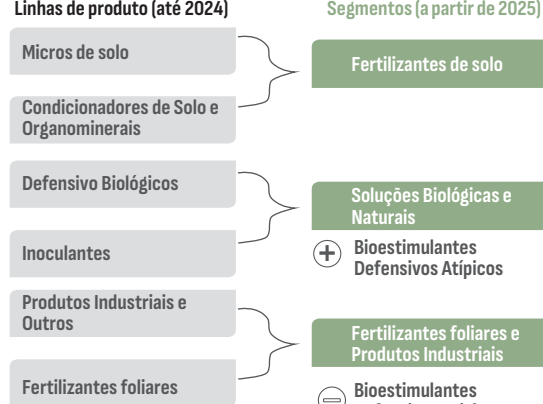 Linhas de produto (até 2024)
Segmentos (a partir de 2025)
Micros de solo
Condicionadores de Solo e
Organominerais
Fertilizantes de solo
Defensivo Biológicos
Inoculantes
Soluções Biológicas e
Naturais
Bioestimulantes
Defensivos Atípicos
Produtos Industriais e
Outros
Fertilizantes foliares
Fertilizantes foliares e
Produtos Industriais
Bioestimulantes